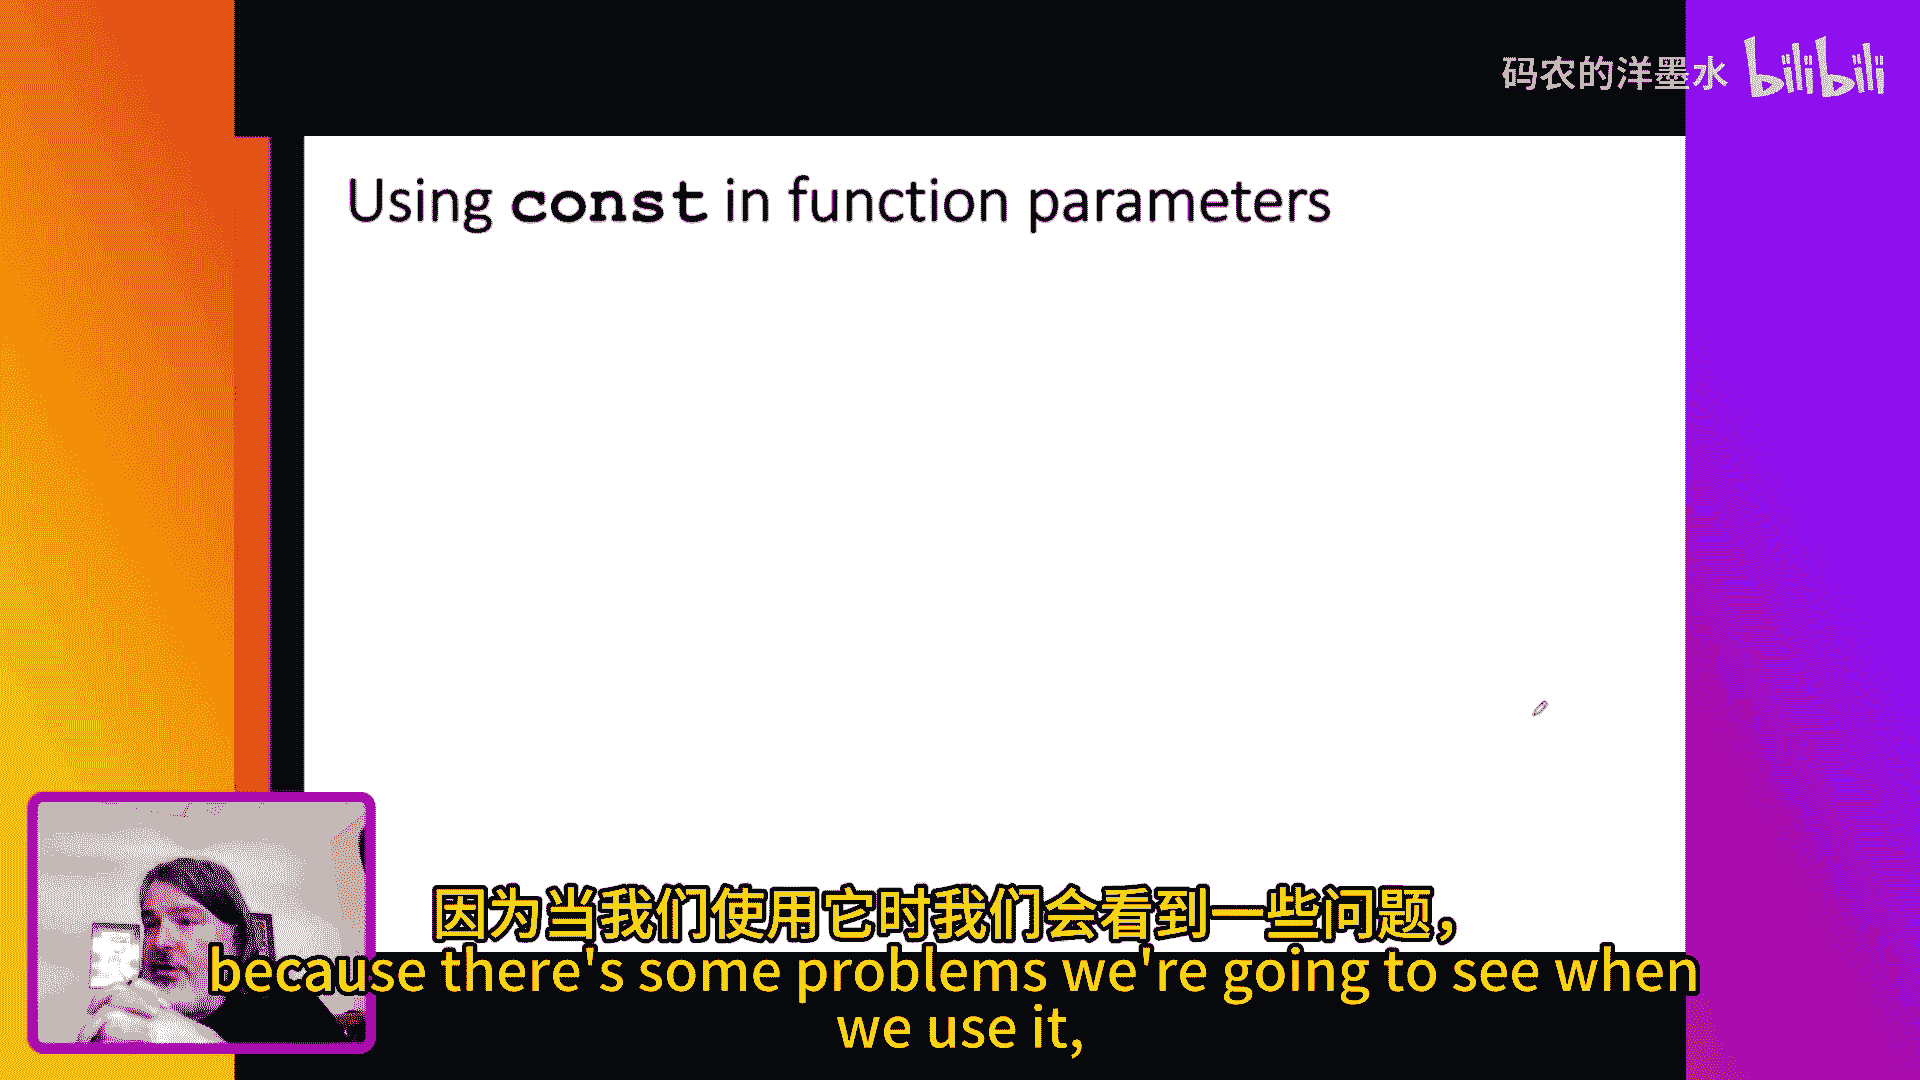 码农的洋墨水 bilibili
Using const in function parameters
因为当我们使用它时我们会看到一些问题，
because there's some problems we're going to see when
we use it,